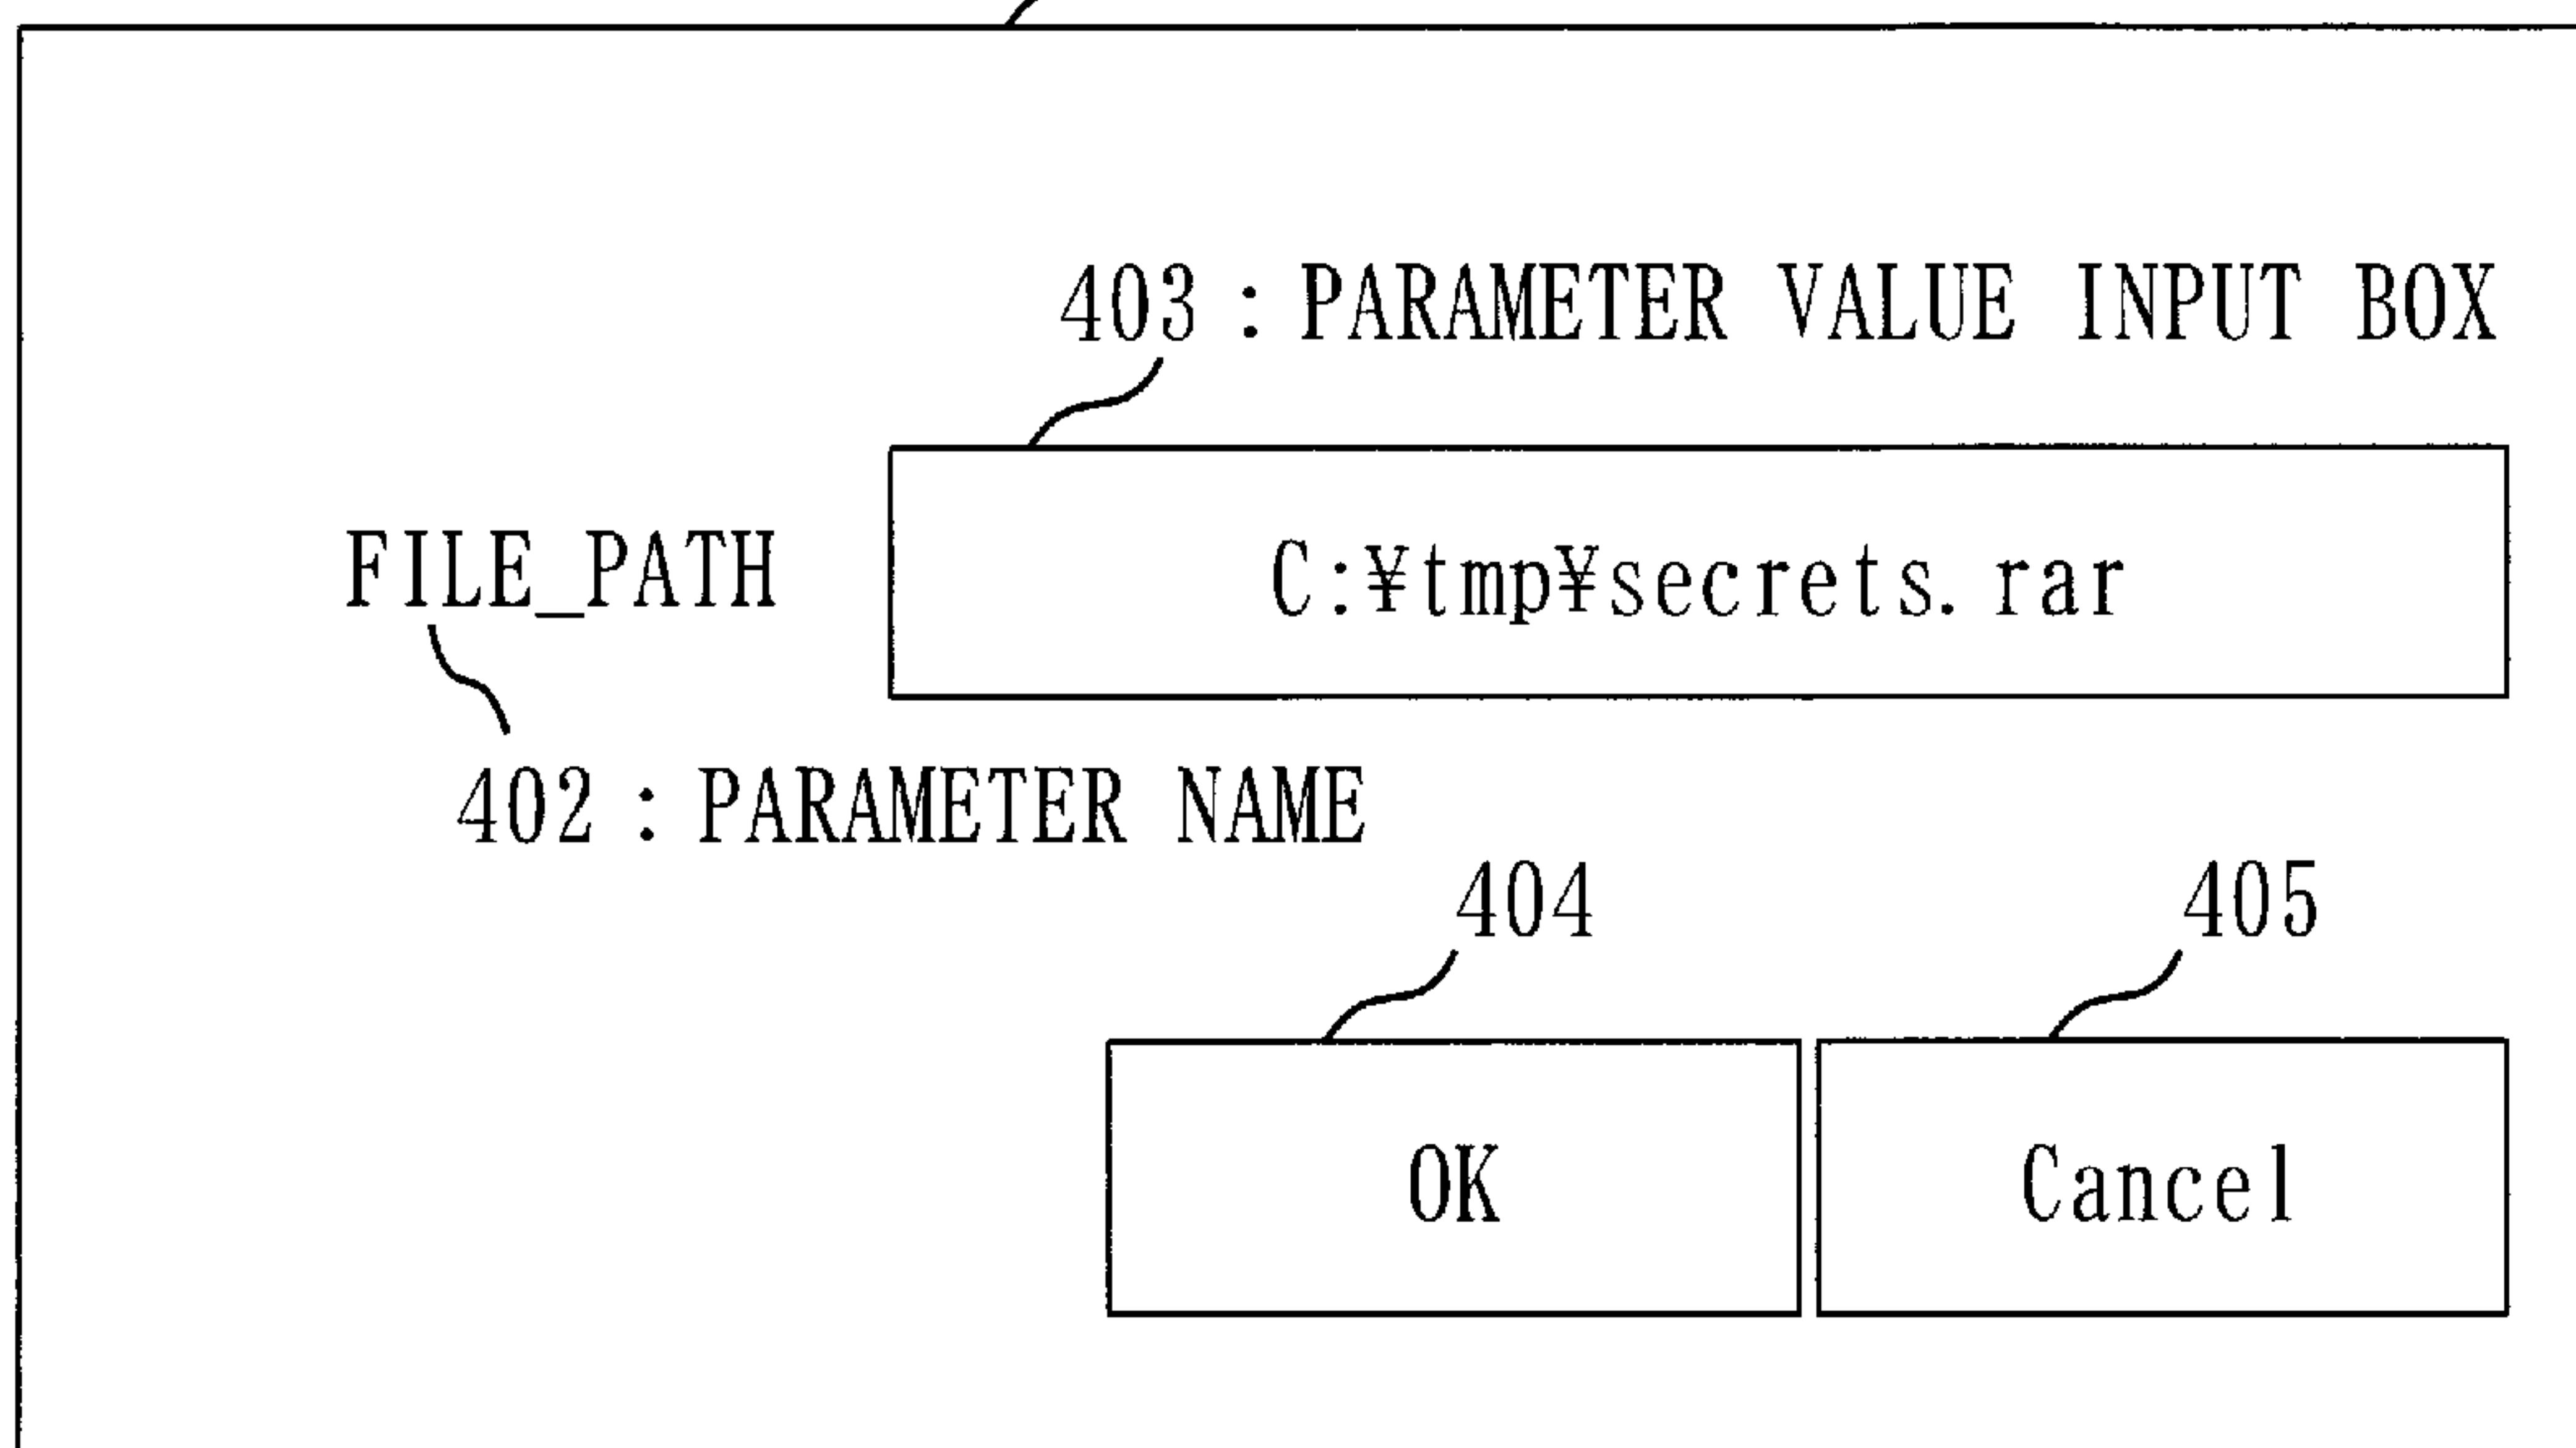 403 : PARAMETER VALUE INPUT BOX
FILE_PATH
C:¥tmp¥secrets.rar
402 : PARAMETER NAME
404
405
OK
Cancel